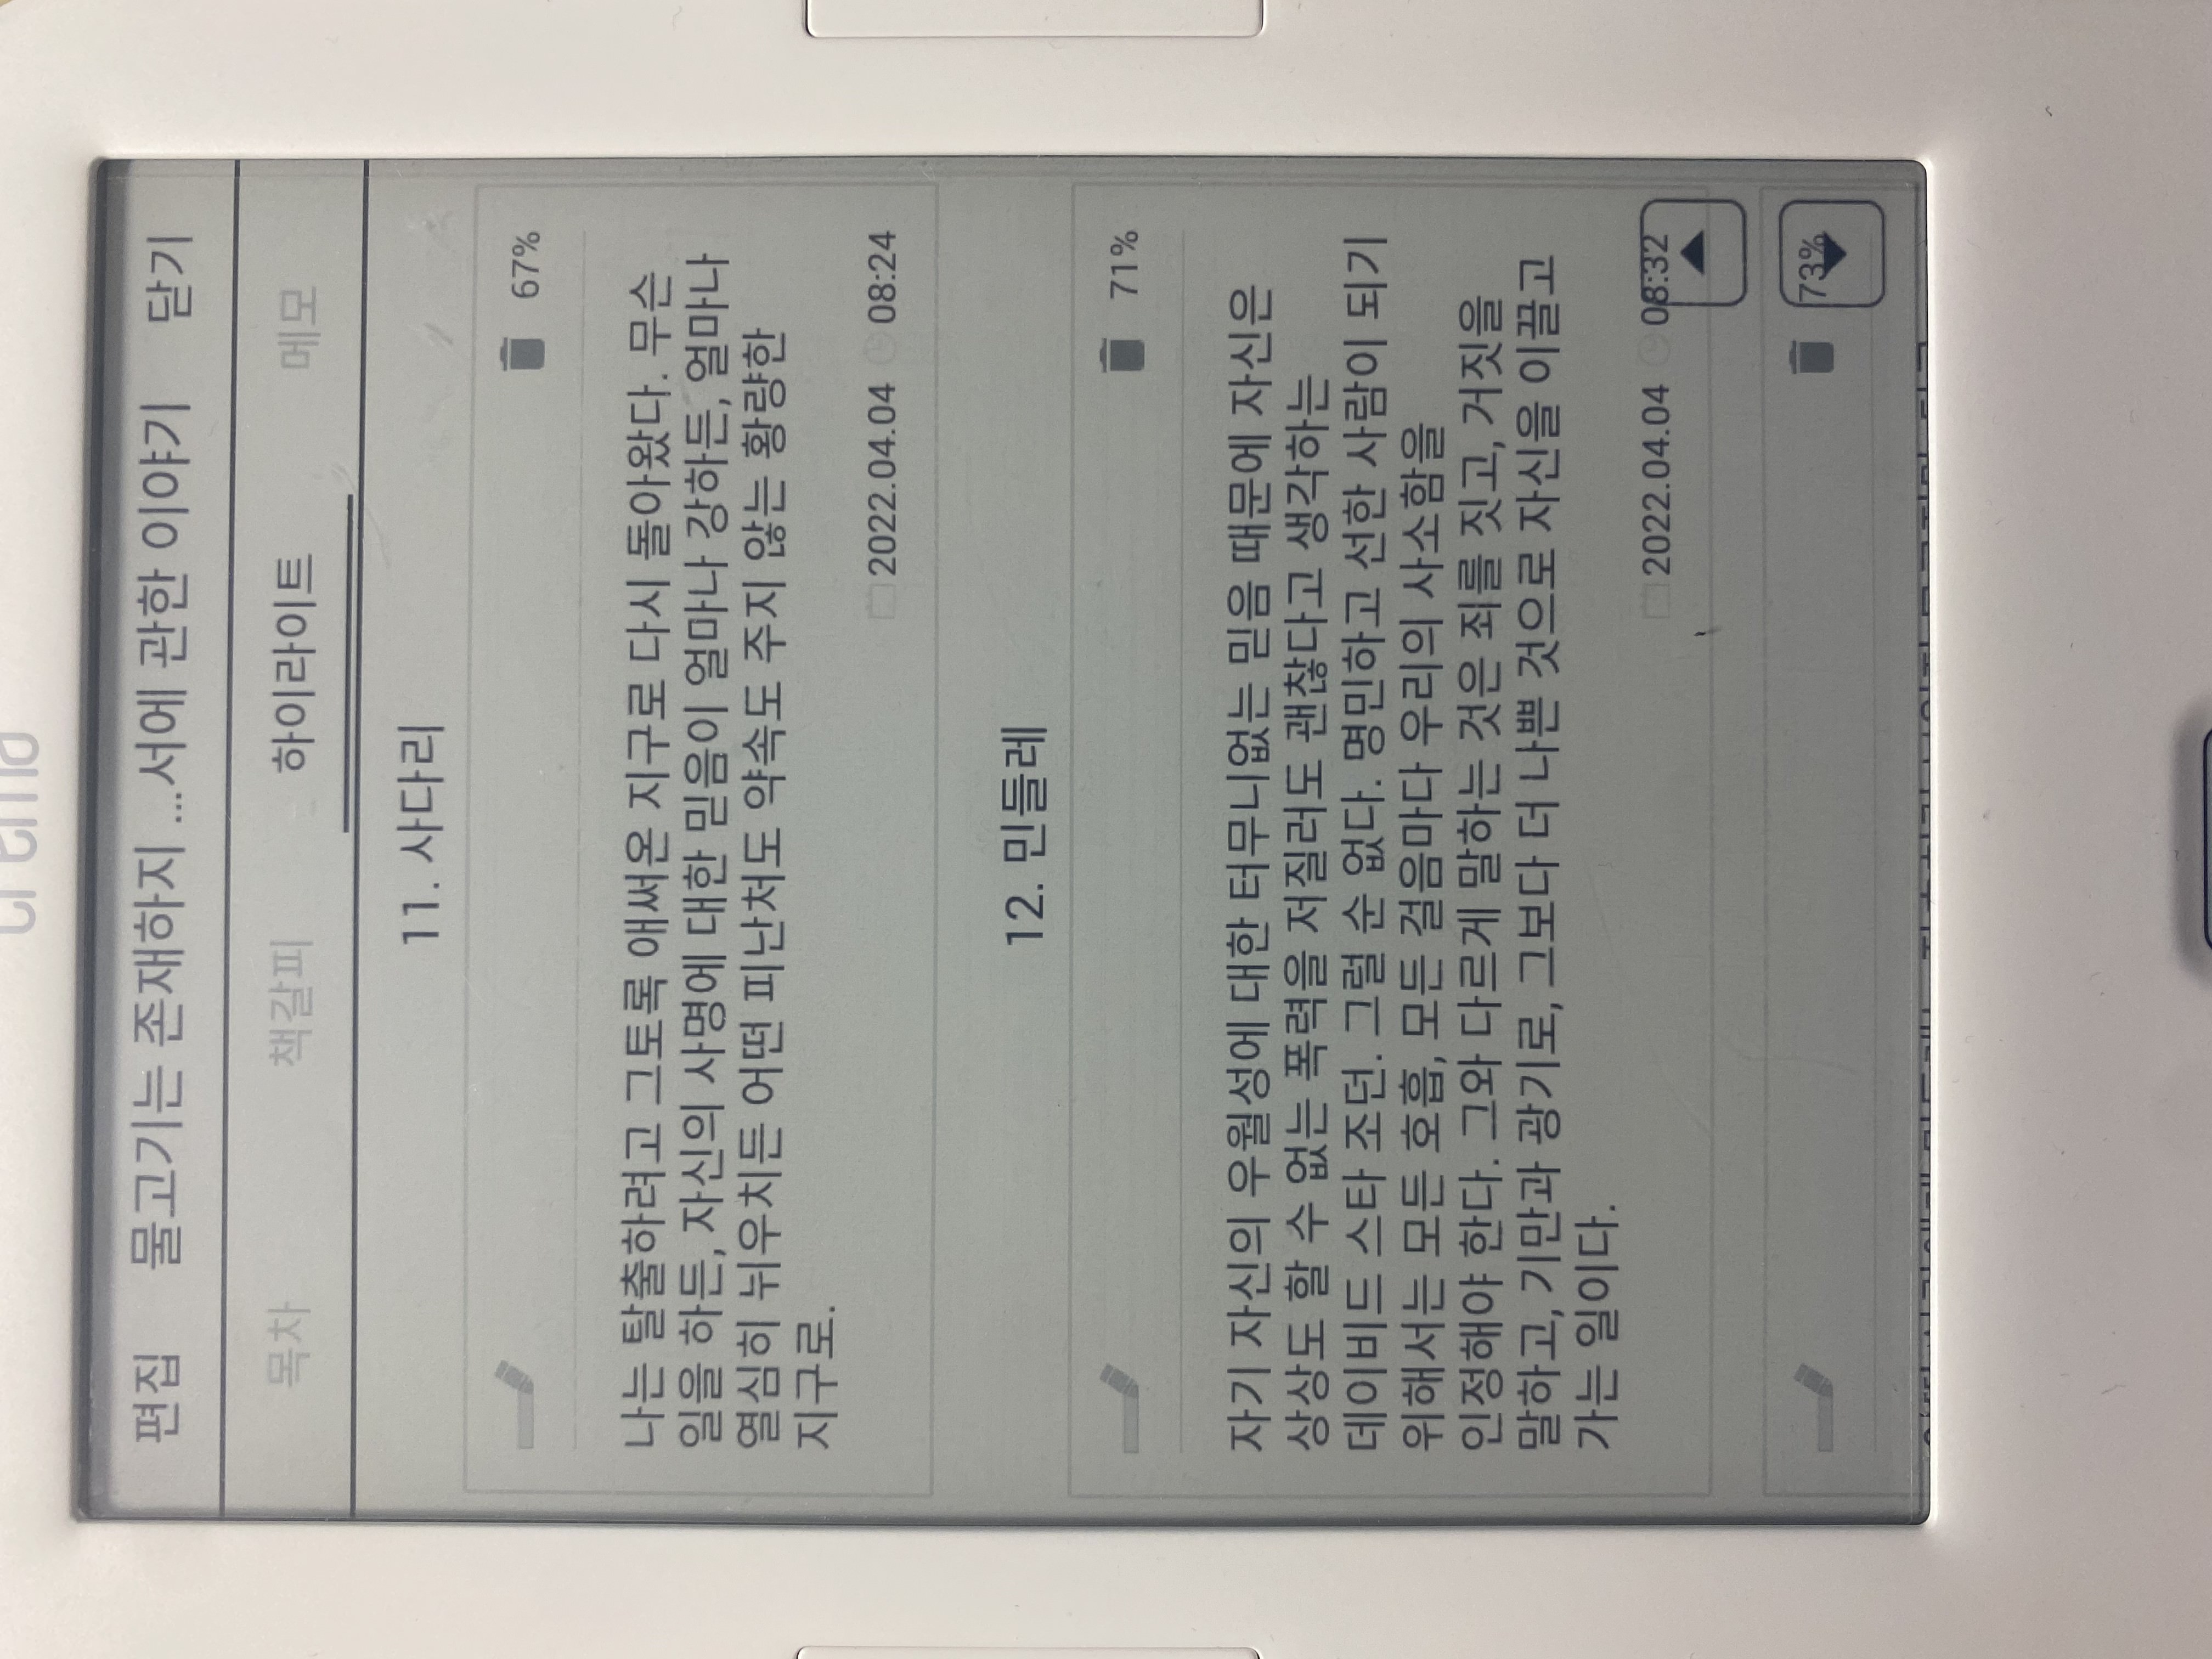 crema
편집 물고기는 존재하지 ...서에 관한 이야기 닫기
목차 책갈피 하이라이트 메모
11. 사다리
67%
나는 탈출하려고 그토록 애써온 지구로 다시 돌아왔다. 무슨
일을 하든, 자신의 사명에 대한 믿음이 얼마나 강하든, 얼마나
열심히 뉘우치든 어떤 피난처도 약속도 주지 않는 황량한
지구로.
2022.04.04 08:24
12. 민들레
71%
자기 자신의 우월성에 대한 터무니없는 믿음 때문에 자신은
상상도 할 수 없는 폭력을 저질러도 괜찮다고 생각하는
데이비드 스타 조던. 그럴 순 없다. 명민하고 선한 사람이 되기
위해서는 모든 호흡, 모든 걸음마다 우리의 사소함을
인정해야 한다. 그와 다르게 말하는 것은 죄를 짓고, 거짓을
말하고, 기만과 광기로, 그보다 더 나쁜 것으로 자신을 이끌고
가는 일이다.
2022.04.04 08:32
73%